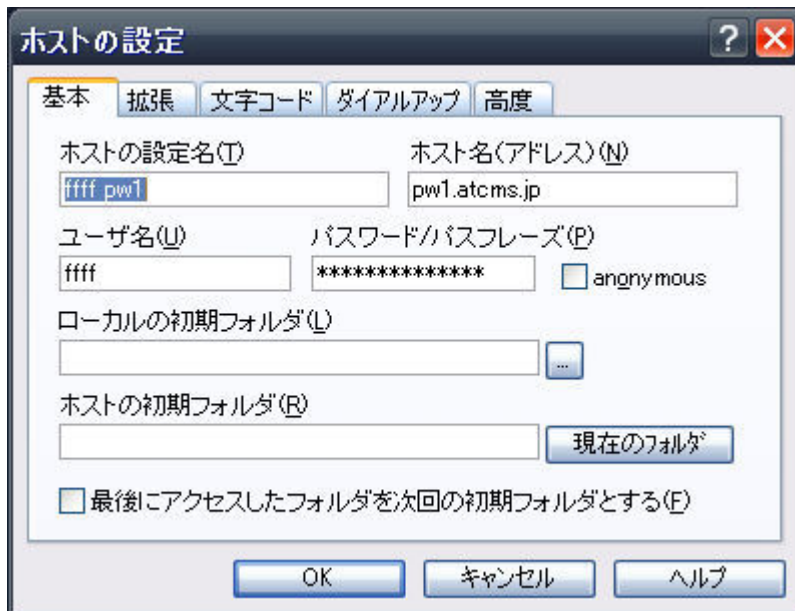 ホストの設定
基本 拡張 文字コード ダイアルアップ 高度
ホストの設定名(T) ホスト名(アドレス)(N)
ffff pw1 pw1.atcms.jp
ユーザ名(U) パスワード/パスフレーズ(P)
ffff ************** anonymous
ローカルの初期フォルダ(L)
...
ホストの初期フォルダ(R)
現在のフォルダ
最後にアクセスしたフォルダを次回の初期フォルダとする(F)
OK キャンセル ヘルプ